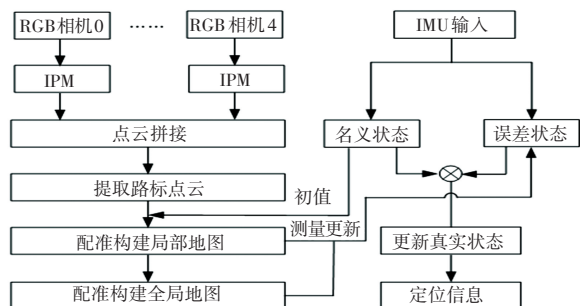 RGB相机0 …… RGB相机4 IMU输入
IPM IPM
点云拼接 名义状态 误差状态
提取路标点云
初值
测量更新
配准构建局部地图 更新真实状态
配准构建全局地图 定位信息